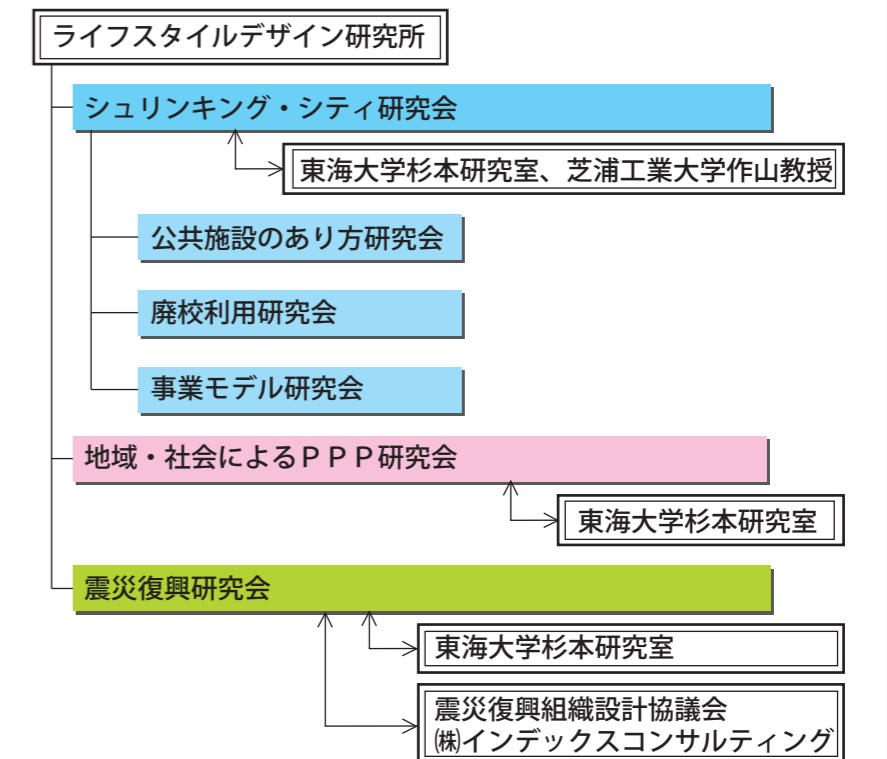 ライフスタイルデザイン研究所
シュリンキング・シティ研究会
東海大学杉本研究室、芝浦工業大学作山教授
公共施設のあり方研究会
廃校利用研究会
事業モデル研究会
地域・社会によるＰＰＰ研究会
東海大学杉本研究室
震災復興研究会
東海大学杉本研究室
震災復興組織設計協議会
㈱インデックスコンサルティング